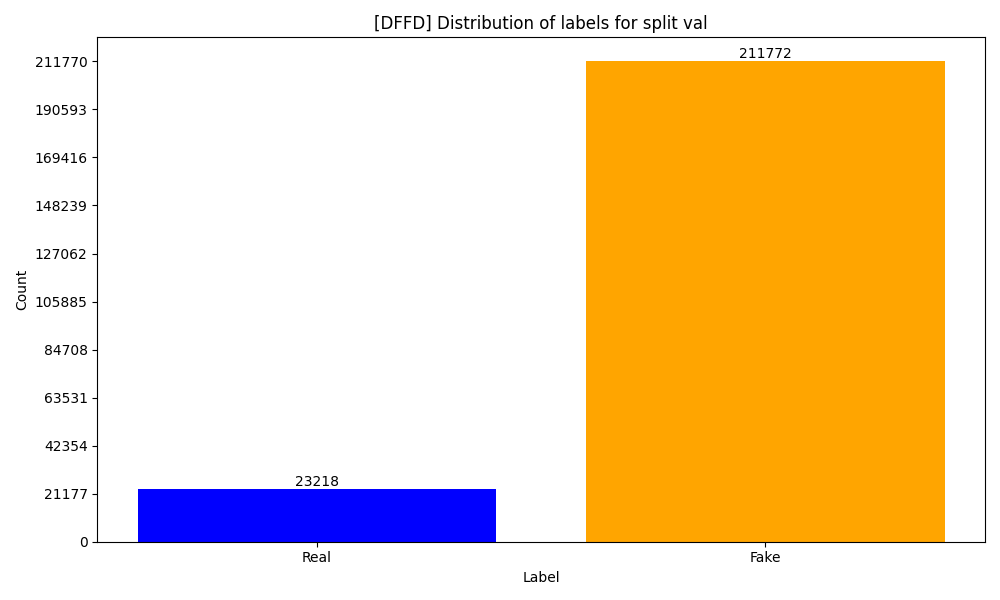 [DFFD] Distribution of labels for split val
211772
211770
190593
169416
148239
127062
105885
84708
63531
42354
21177
0
Count
23218
Real
Fake
Label